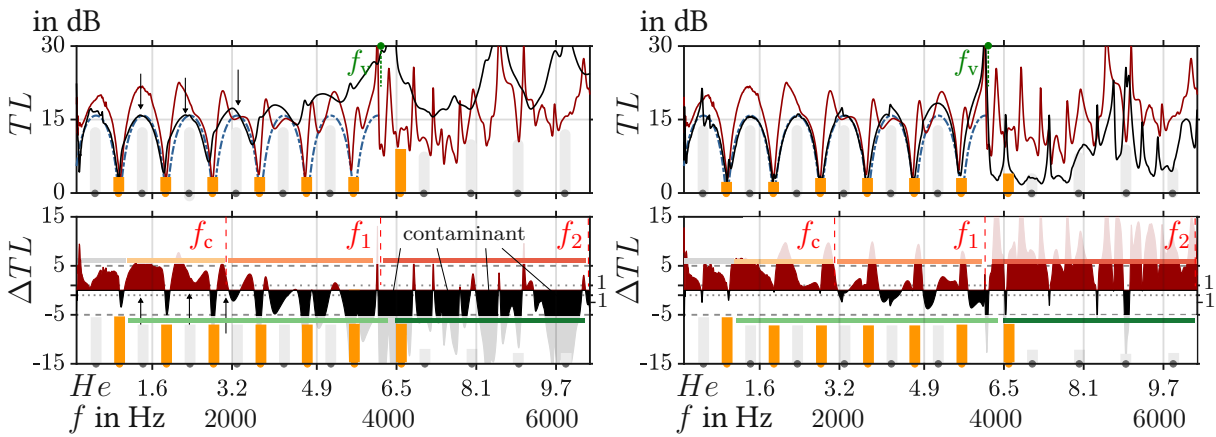 in dB
30
15
0
TL
f_v
15
5
-5
-15
ΔTL
f_c
f_1
contaminant
f_2
1
-1
He
1.6
3.2
4.9
6.5
8.1
9.7
f in Hz
2000
4000
6000
in dB
30
15
0
TL
f_v
15
5
-5
-15
ΔTL
f_c
f_1
f_2
1
-1
He
1.6
3.2
4.9
6.5
8.1
9.7
f in Hz
2000
4000
6000